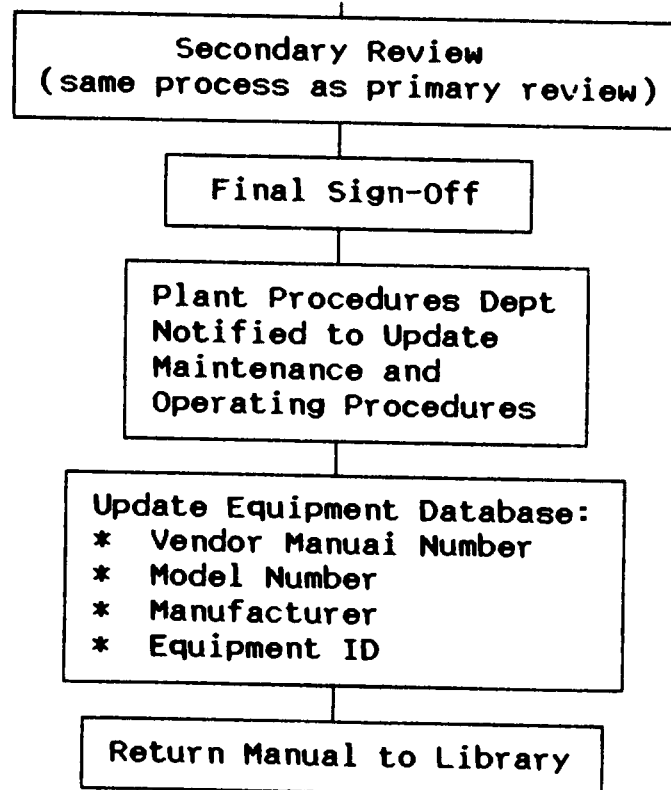 Secondary Review
(same process as primary review)
Final Sign-Off
Plant Procedures Dept
Notified to Update
Maintenance and
Operating Procedures
Update Equipment Database:
* Vendor Manuai Number
* Model Number
* Manufacturer
* Equipment ID
Return Manual to Library